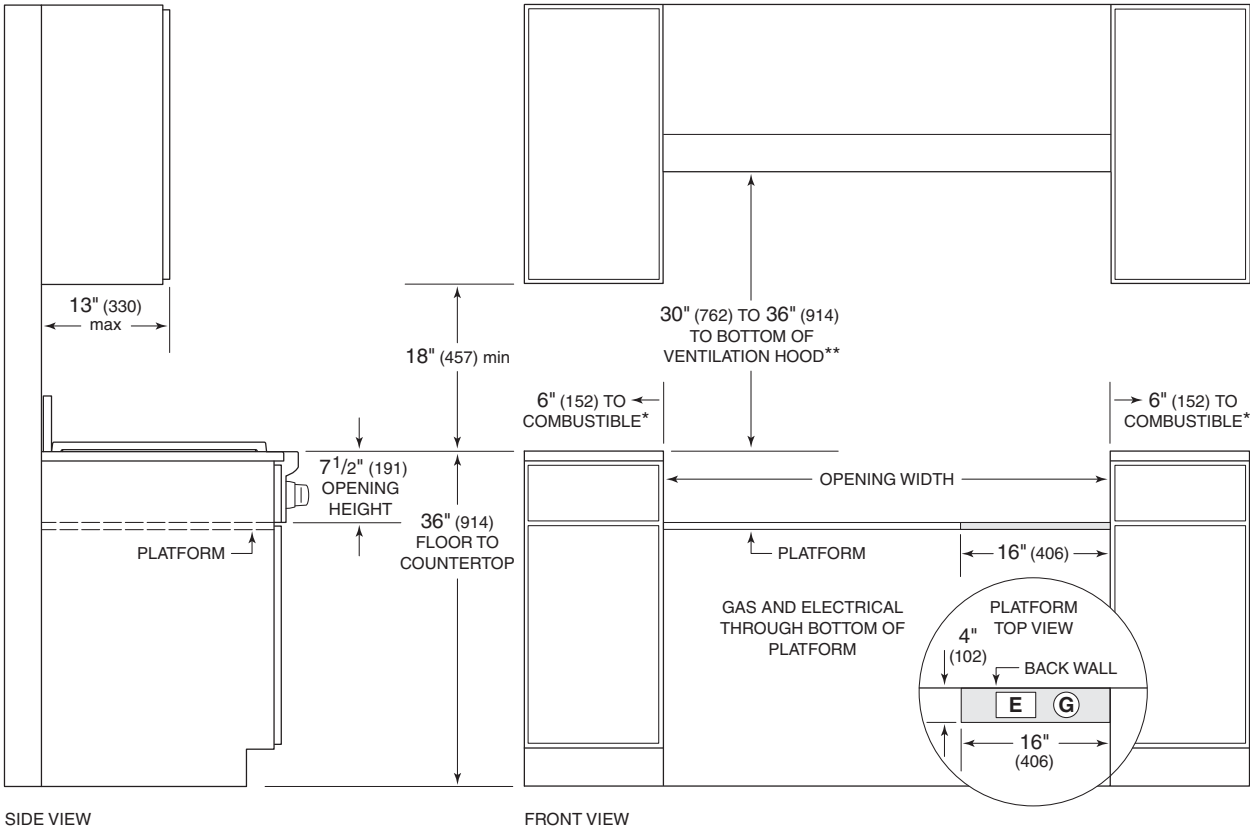 13" (330)
max
18" (457) min
30" (762) TO 36" (914)
TO BOTTOM OF
VENTILATION HOOD**
6" (152) TO
COMBUSTIBLE*
6" (152) TO
COMBUSTIBLE*
7 1/2" (191)
OPENING
HEIGHT
OPENING WIDTH
36" (914)
FLOOR TO
COUNTERTOP
PLATFORM
PLATFORM
16" (406)
GAS AND ELECTRICAL
THROUGH BOTTOM OF
PLATFORM
PLATFORM
TOP VIEW
4"
(102)
BACK WALL
E
G
16"
(406)
SIDE VIEW
FRONT VIEW